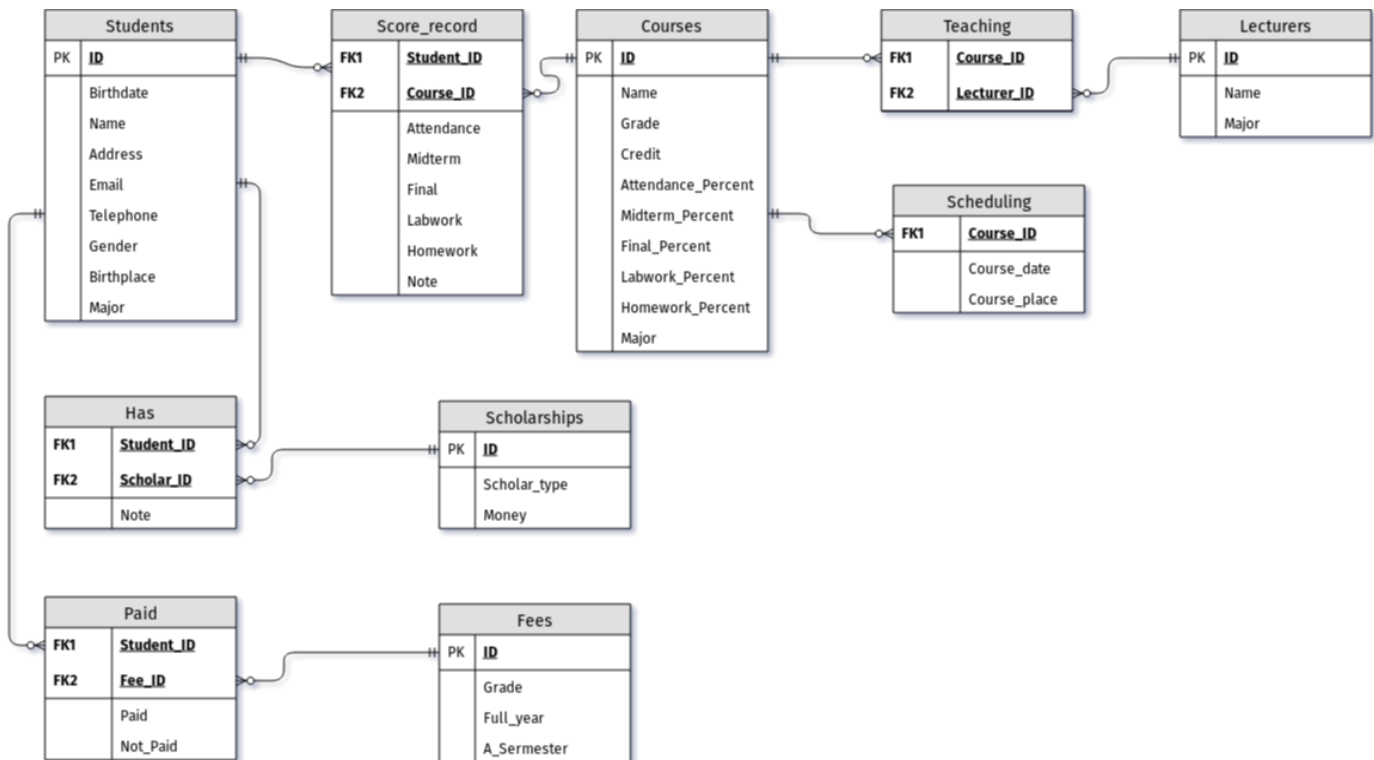 Students
PK ID
Birthdate
Name
Address
Email
Telephone
Gender
Birthplace
Major
Score_record
FK1 Student_ID
FK2 Course_ID
Attendance
Midterm
Final
Labwork
Homework
Note
Courses
PK ID
Name
Grade
Credit
Attendance_Percent
Midterm_Percent
Final_Percent
Labwork_Percent
Homework_Percent
Major
Teaching
FK1 Course_ID
FK2 Lecturer_ID
Lecturers
PK ID
Name
Major
Scheduling
FK1 Course_ID
Course_date
Course_place
Has
FK1 Student_ID
FK2 Scholar_ID
Note
Scholarships
PK ID
Scholar_type
Money
Paid
FK1 Student_ID
FK2 Fee_ID
Paid
Not_Paid
Fees
PK ID
Grade
Full_year
A_Sermester